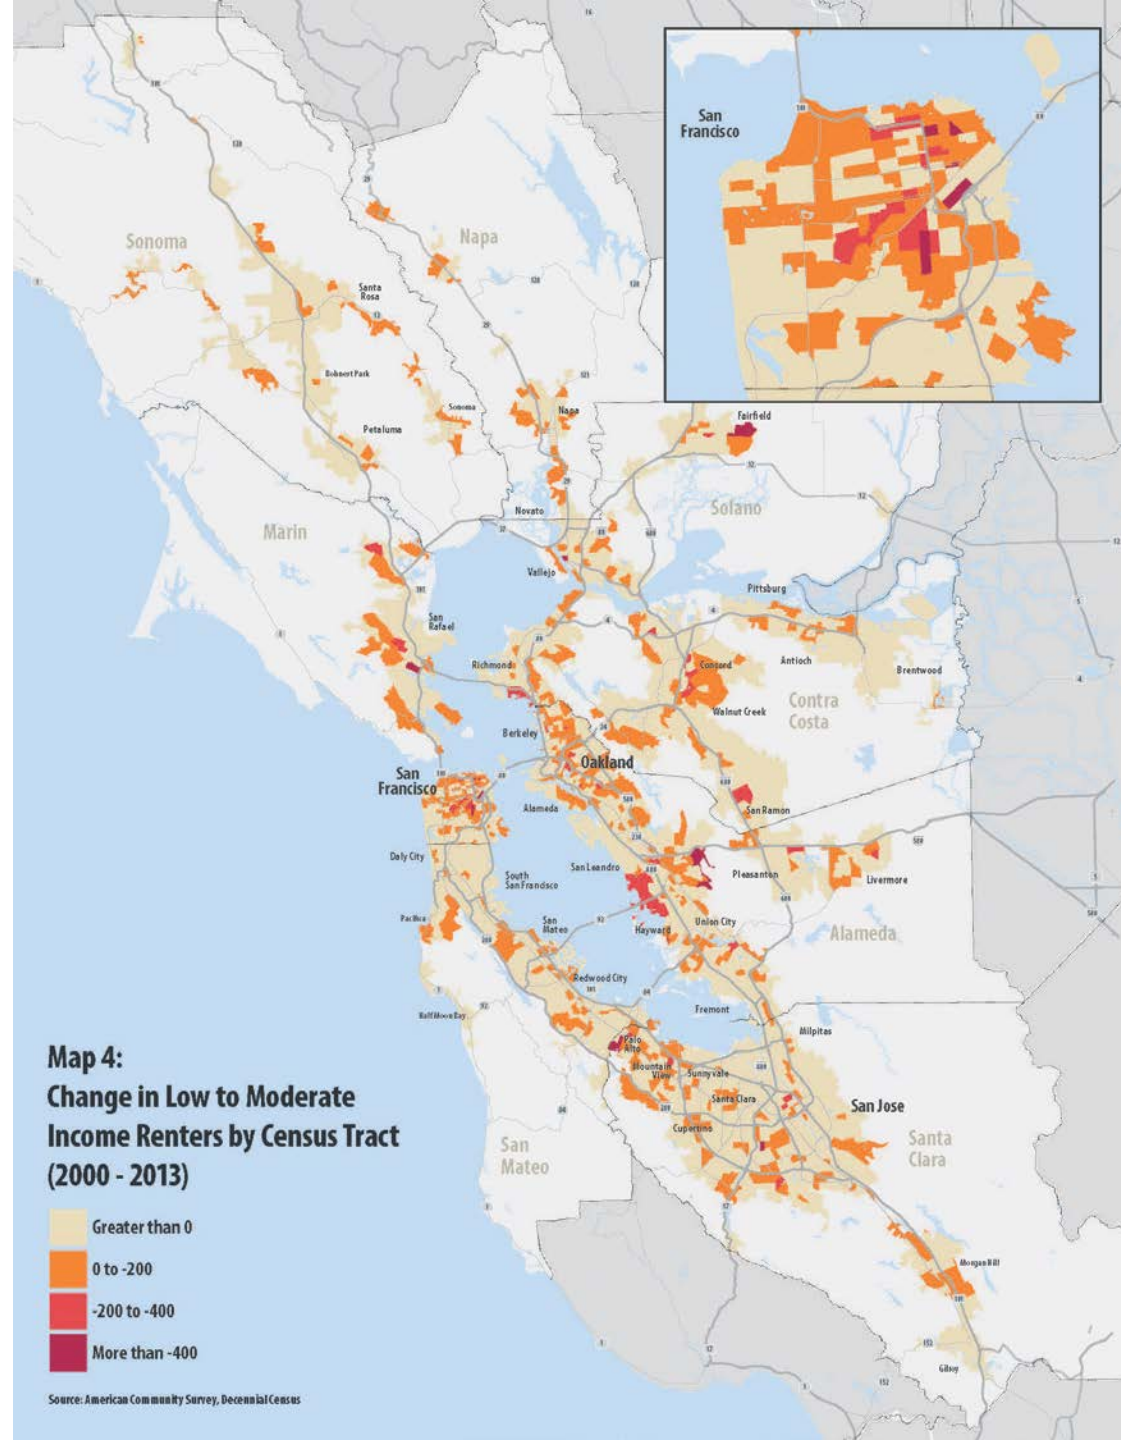 San
Francisco
Sonoma
Napa
Santa
Rosa
Rohnert Park
Sonoma
Napa
Petaluma
Fairfield
Novato
Solano
Marin
Vallejo
Pittsburg
San
Rafael
Richmond
Concord
Antioch
Brentwood
Contra
Costa
Walnut Creek
Berkeley
Oakland
San
Francisco
Alameda
San Ramon
Daly City
San Leandro
Pleasanton
Livermore
South
San Francisco
Pacifica
San
Mateo
Hayward
Union City
Alameda
Redwood City
Half Moon Bay
Fremont
Milpitas
Palo
Alto
Mountain
View
Sunnyvale
Santa Clara
San Jose
Cupertino
Santa
Clara
San
Mateo
Morgan Hill
Gilroy
Map 4:
Change in Low to Moderate
Income Renters by Census Tract
(2000 - 2013)
Greater than 0
0 to -200
-200 to -400
More than -400
Source: American Community Survey, Decennial Census